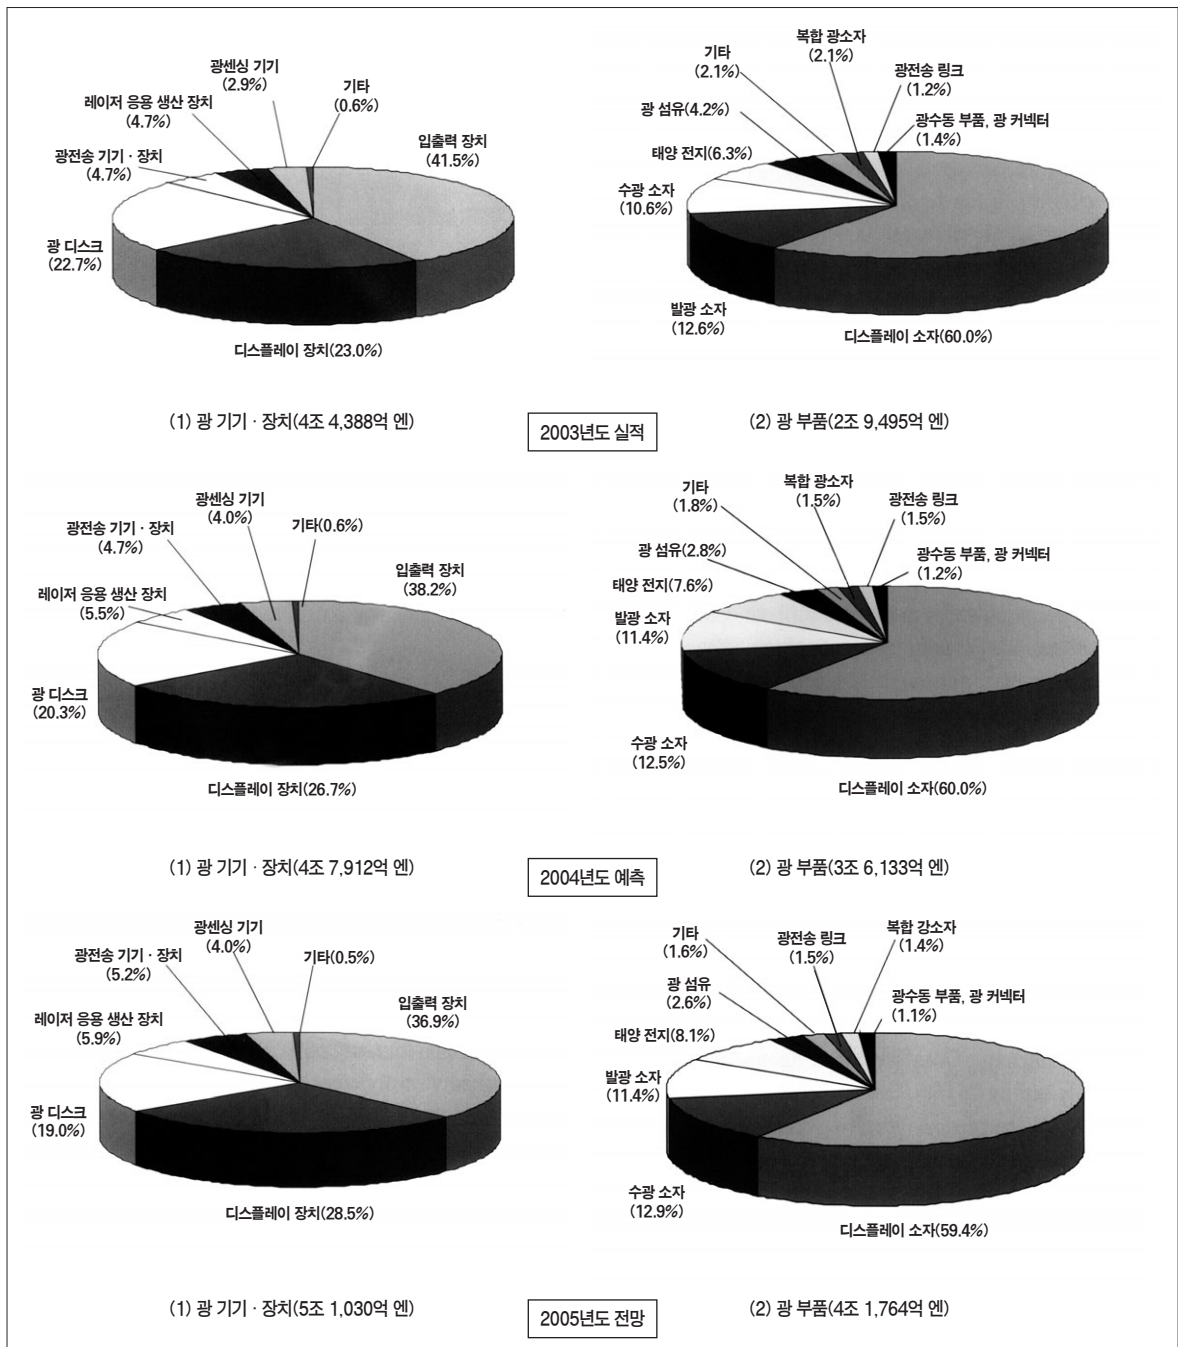 광센싱 기기
(2.9%)
기타
(0.6%)
레이저 응용 생산 장치
(4.7%)
입출력 장치
(41.5%)
광전송 기기 · 장치
(4.7%)
광 디스크
(22.7%)
디스플레이 장치(23.0%)
(1) 광 기기 · 장치(4조 4,388억 엔)
복합 광소자
(2.1%)
기타
(2.1%)
광전송 링크
(1.2%)
광 섬유(4.2%)
광수동 부품, 광 커넥터
(1.4%)
태양 전지(6.3%)
수광 소자
(10.6%)
발광 소자
(12.6%)
디스플레이 소자(60.0%)
(2) 광 부품(2조 9,495억 엔)
2003년도 실적
광센싱 기기
(4.0%)
기타(0.6%)
광전송 기기 · 장치
(4.7%)
입출력 장치
(38.2%)
레이저 응용 생산 장치
(5.5%)
광 디스크
(20.3%)
디스플레이 장치(26.7%)
(1) 광 기기 · 장치(4조 7,912억 엔)
복합 광소자
(1.5%)
기타
(1.8%)
광전송 링크
(1.5%)
광 섬유(2.8%)
광수동 부품, 광 커넥터
(1.2%)
태양 전지(7.6%)
발광 소자
(11.4%)
수광 소자
(12.5%)
디스플레이 소자(60.0%)
(2) 광 부품(3조 6,133억 엔)
2004년도 예측
광센싱 기기
(4.0%)
기타(0.5%)
광전송 기기 · 장치
(5.2%)
입출력 장치
(36.9%)
레이저 응용 생산 장치
(5.9%)
광 디스크
(19.0%)
디스플레이 장치(28.5%)
(1) 광 기기 · 장치(5조 1,030억 엔)
복합 강소자
(1.4%)
기타
(1.6%)
광전송 링크
(1.5%)
광 섬유
(2.6%)
광수동 부품, 광 커넥터
(1.1%)
태양 전지(8.1%)
발광 소자
(11.4%)
수광 소자
(12.9%)
디스플레이 소자(59.4%)
(2) 광 부품(4조 1,764억 엔)
2005년도 전망